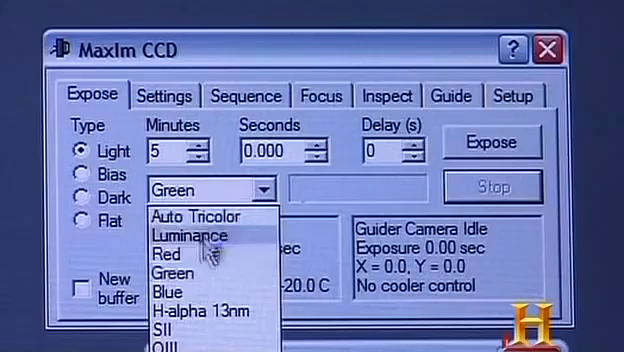 MaxIm CCD
Expose Settings Sequence Focus Inspect Guide Setup
Type Minutes Seconds Delay (s)
Light 5 0.000 0 Expose
Bias
Dark Green Stop
Flat
Auto Tricolor
Luminance
Red
Green
Blue
H-alpha 13nm
SII
OIII
sec
-20.0 C
Guider Camera Idle
Exposure 0.00 sec
X = 0.0, Y = 0.0
No cooler control
New
buffer
H